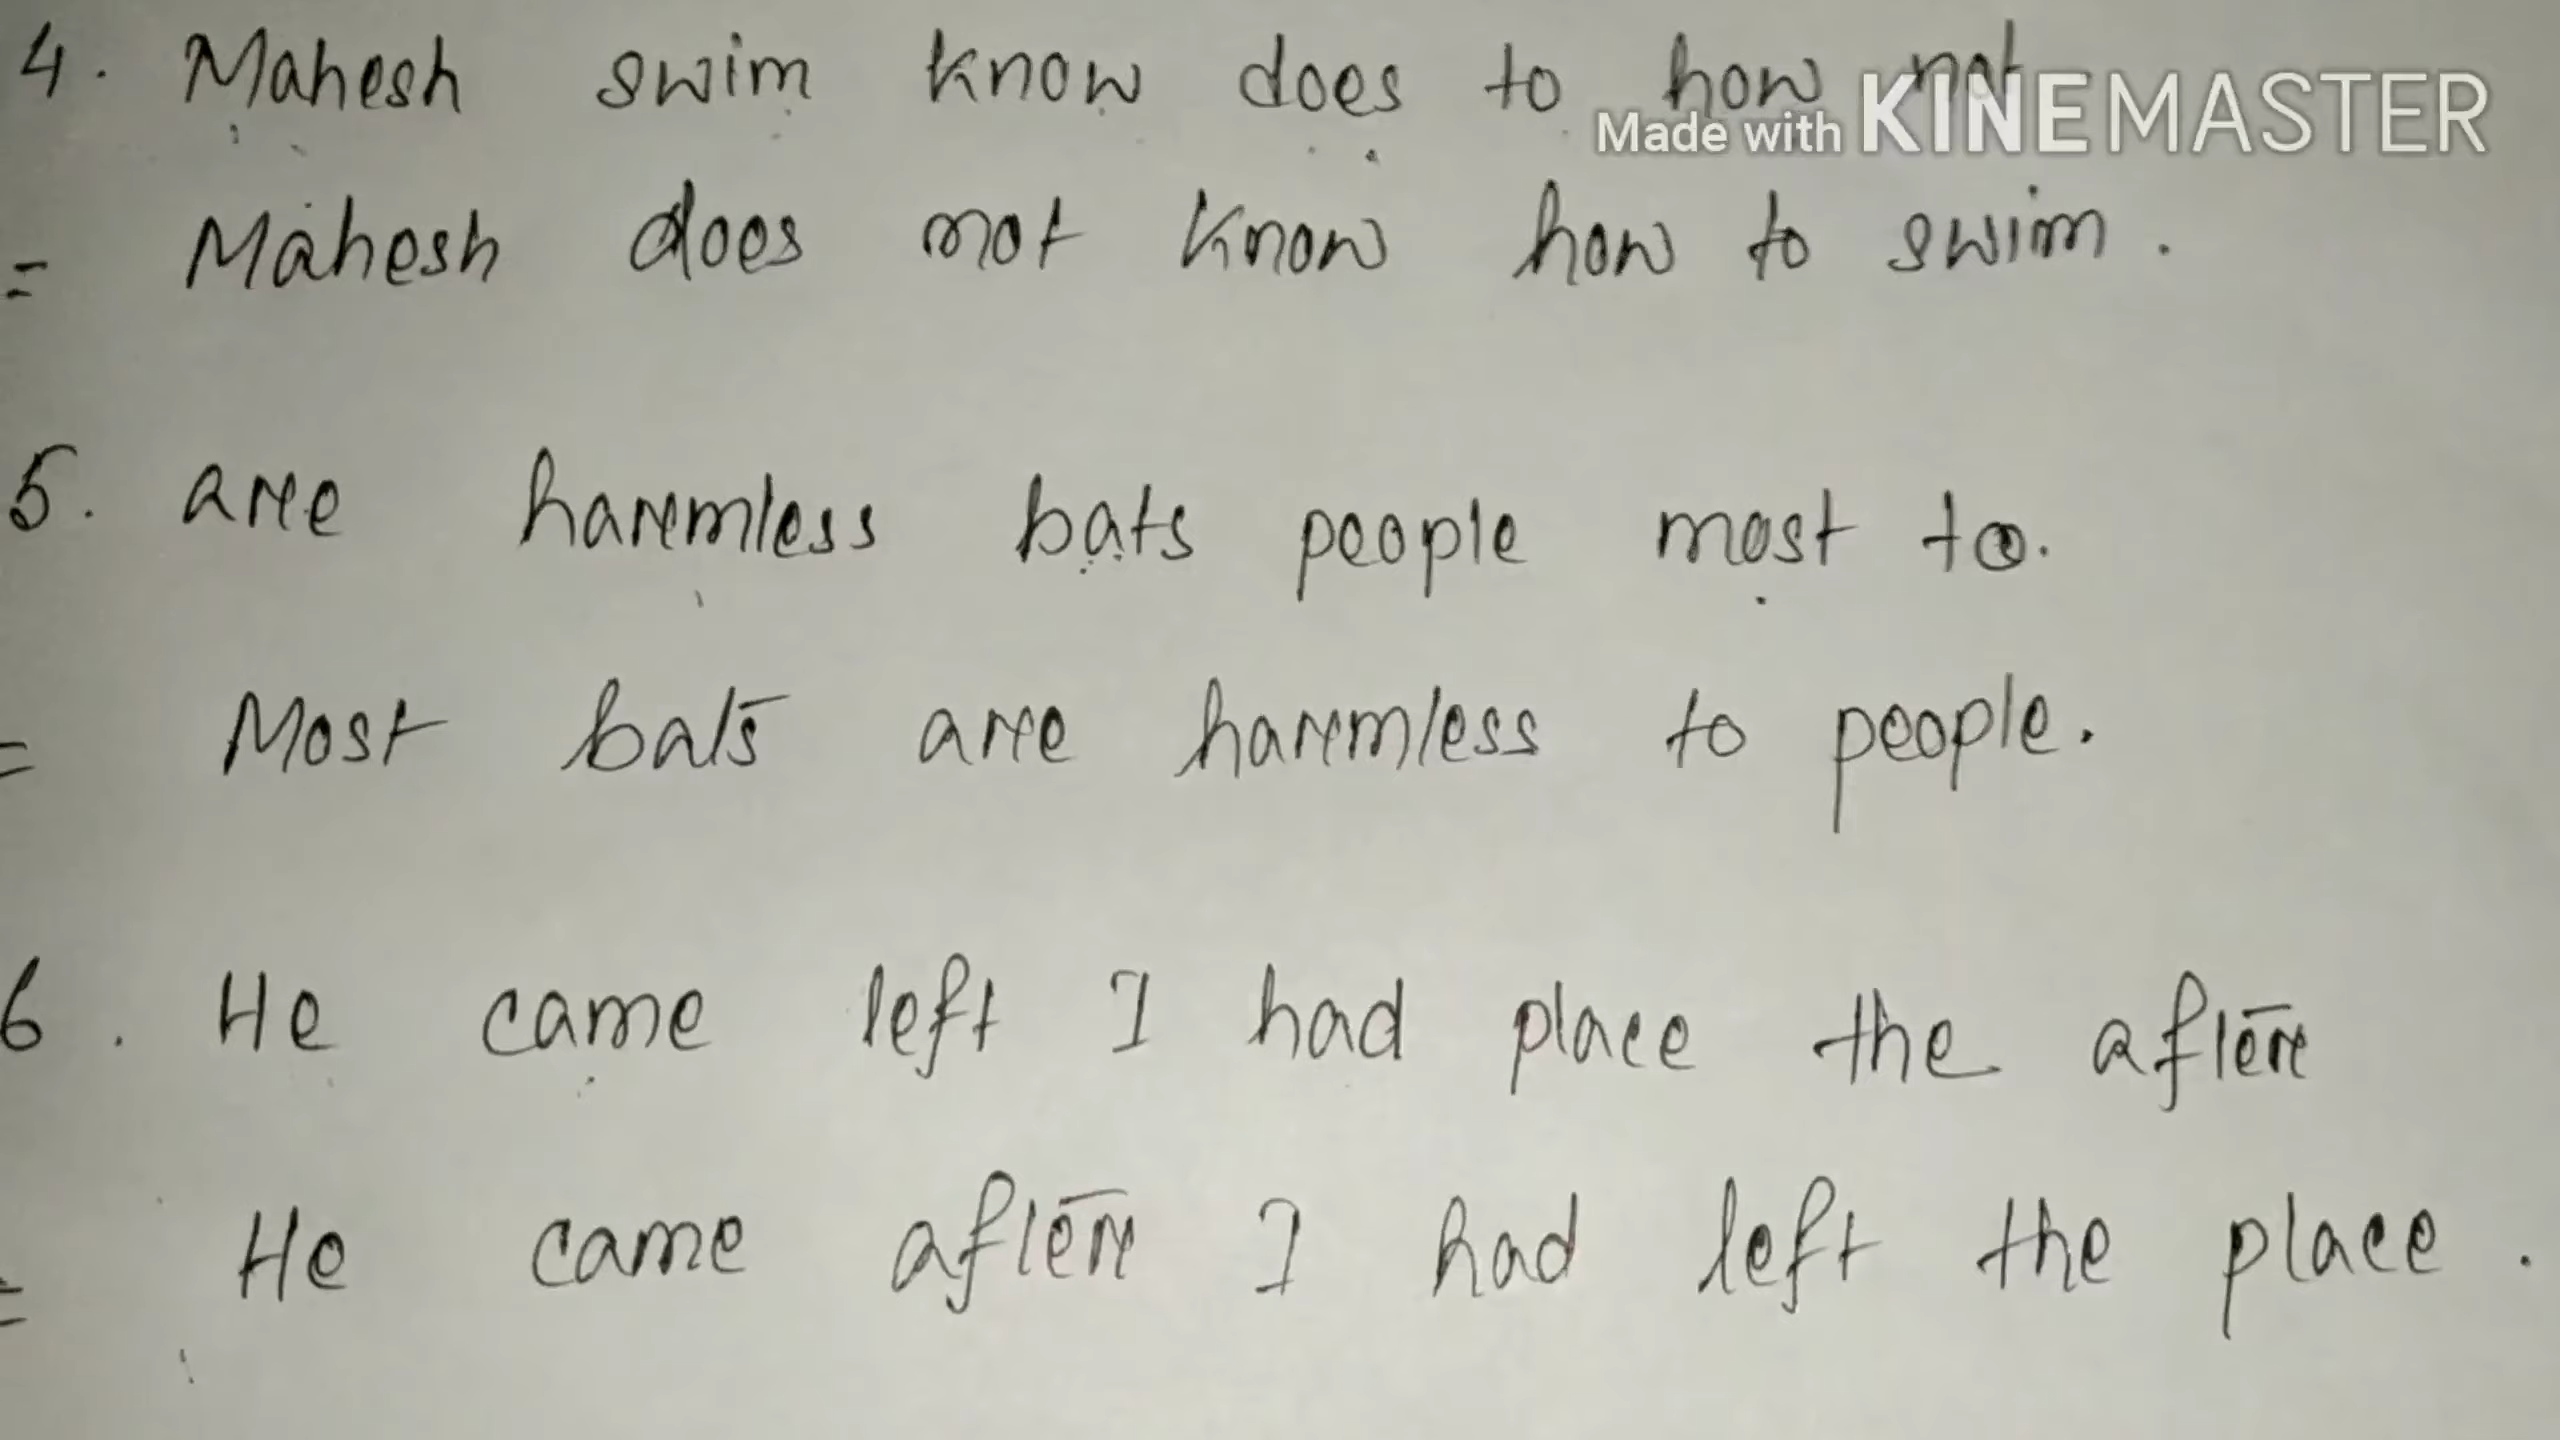 4. Mahesh swim know does to how not
Made with KINEMASTER
= Mahesh does not know how to swim.
5. are harmless bats people most to.
= Most bats are harmless to people.
6. He came left I had place the after
= He came after I had left the place.